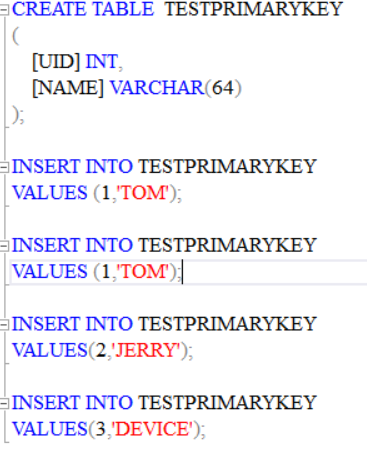 CREATE TABLE  TESTPRIMARYKEY
(
    [UID] INT,
    [NAME] VARCHAR(64)
);
INSERT INTO TESTPRIMARYKEY
VALUES (1,'TOM');
INSERT INTO TESTPRIMARYKEY
VALUES (1,'TOM');
INSERT INTO TESTPRIMARYKEY
VALUES(2,'JERRY');
INSERT INTO TESTPRIMARYKEY
VALUES(3,'DEVICE');